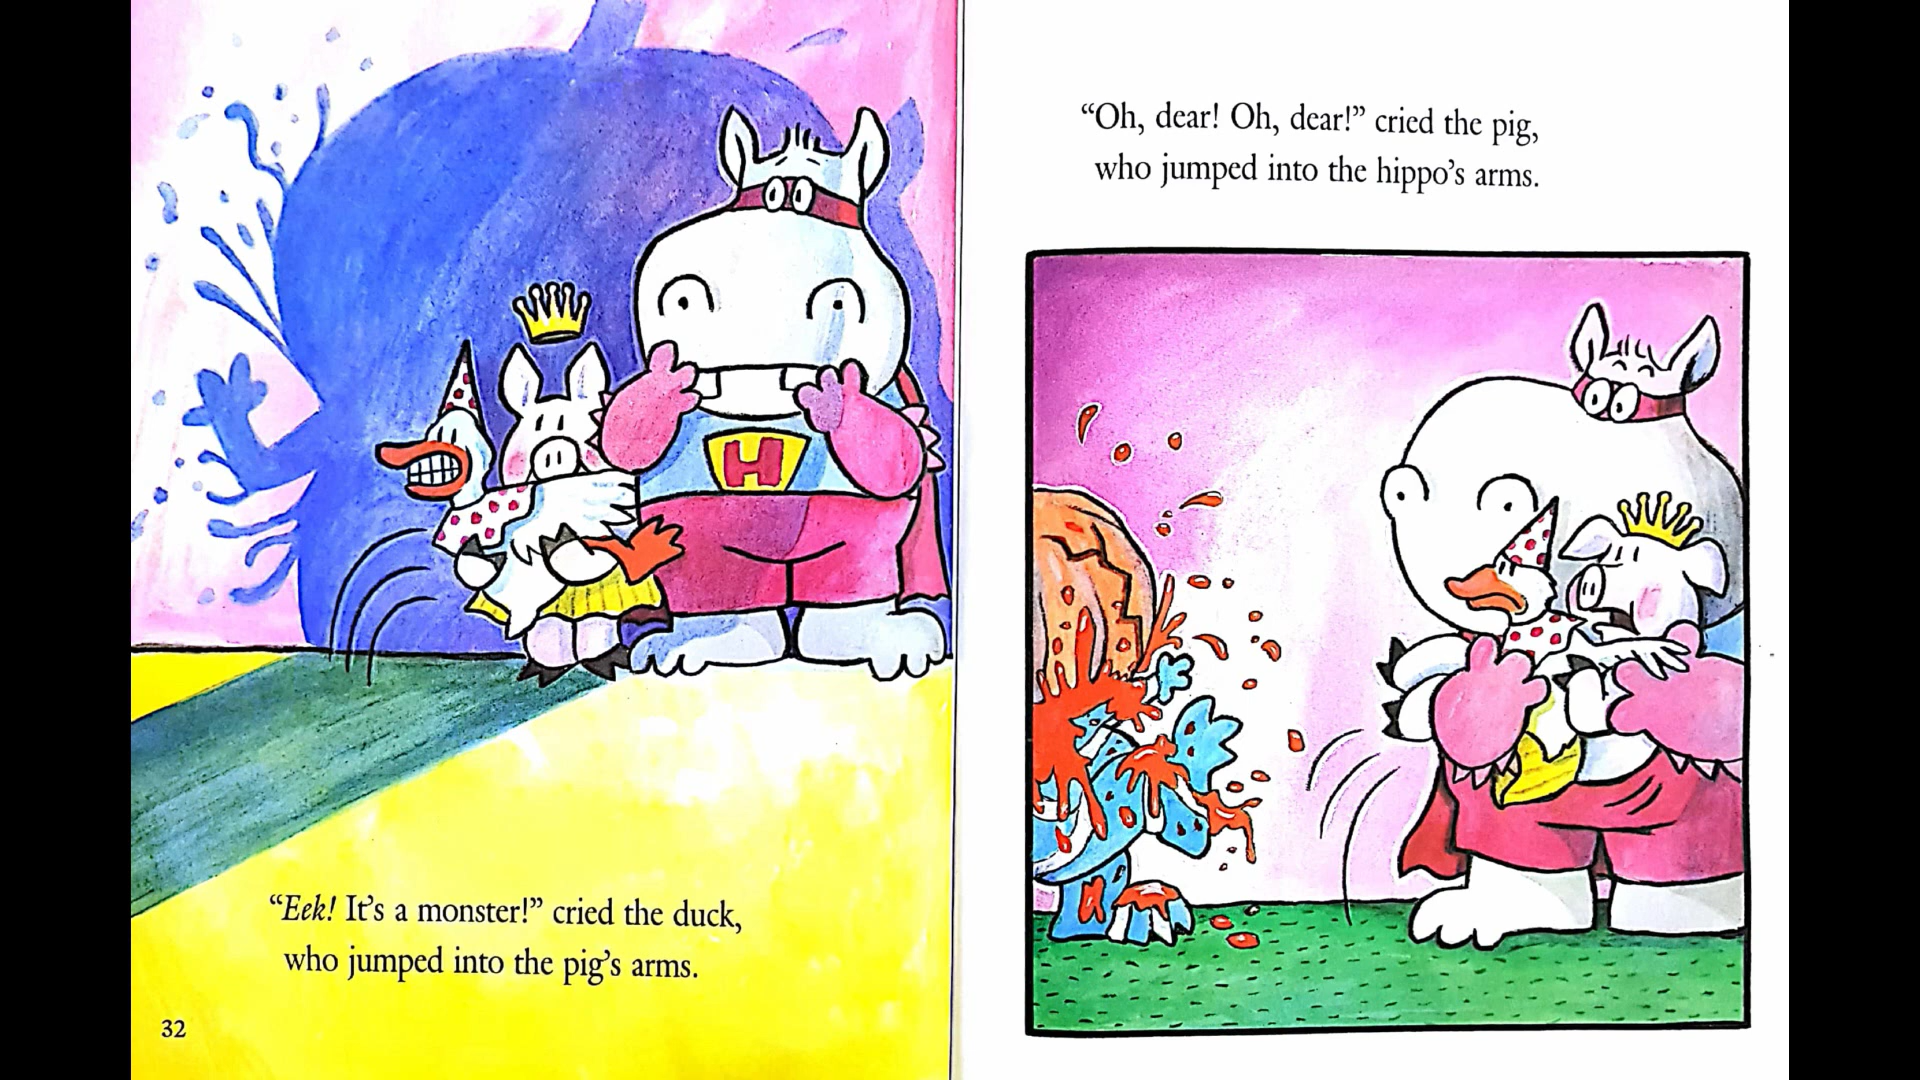 H
“Eek! It’s a monster!” cried the duck,
who jumped into the pig’s arms.
32
“Oh, dear! Oh, dear!” cried the pig,
who jumped into the hippo’s arms.